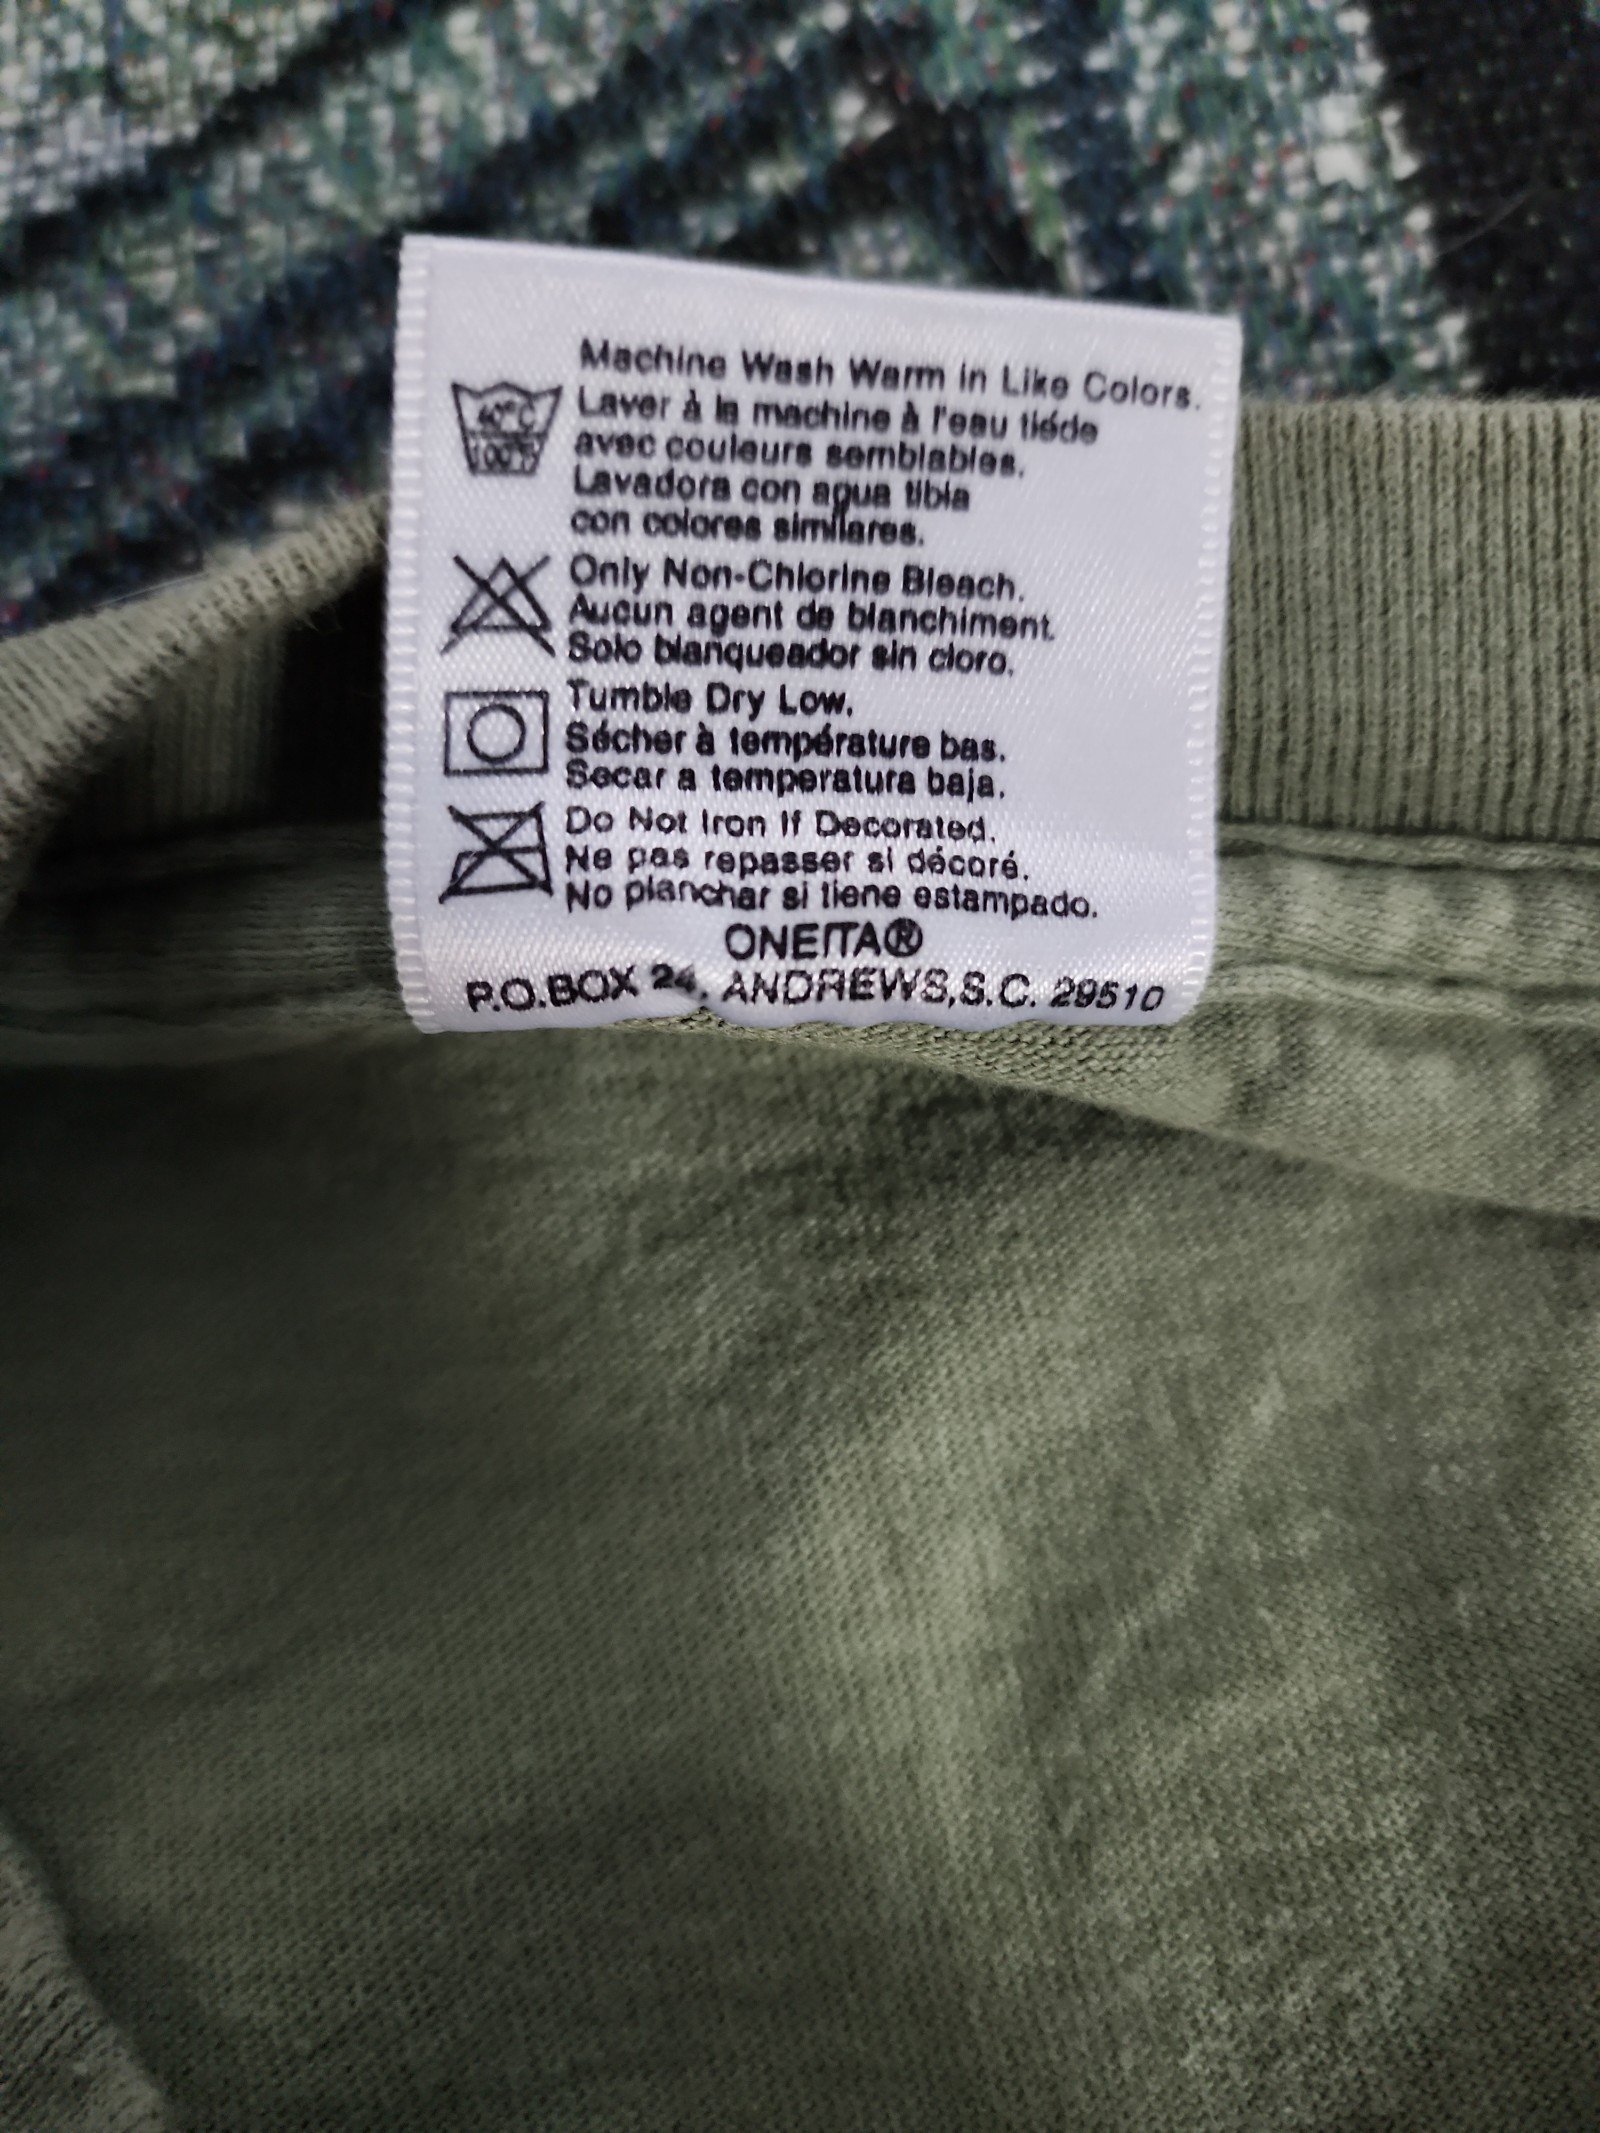 Machine Wash Warm in Like Colors.
40°C
100°F
Laver à la machine à l'eau tiéde
avec couleurs semblables.
Lavadora con agua tibia
con colores similares.
Only Non-Chlorine Bleach.
Aucun agent de blanchiment.
Solo blanqueador sin cloro.
Tumble Dry Low.
Sécher à température bas.
Secar a temperatura baja.
Do Not Iron If Decorated.
Ne pas repasser si décoré.
No planchar si tiene estampado.
ONEITA®
P.O.BOX 24, ANDREWS,S.C. 29510